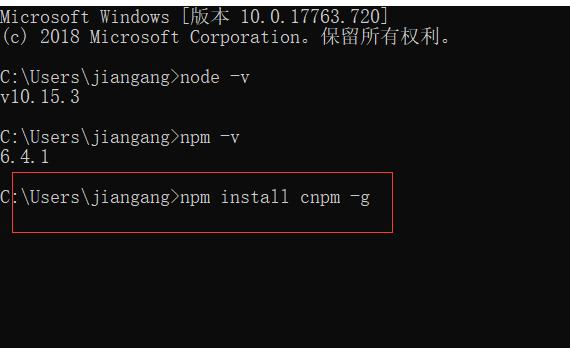 Microsoft Windows [版本 10.0.17763.720]
(c) 2018 Microsoft Corporation。保留所有权利。
C:\Users\jiangang>node -v
v10.15.3
C:\Users\jiangang>npm -v
6.4.1
C:\Users\jiangang>npm install cnpm -g